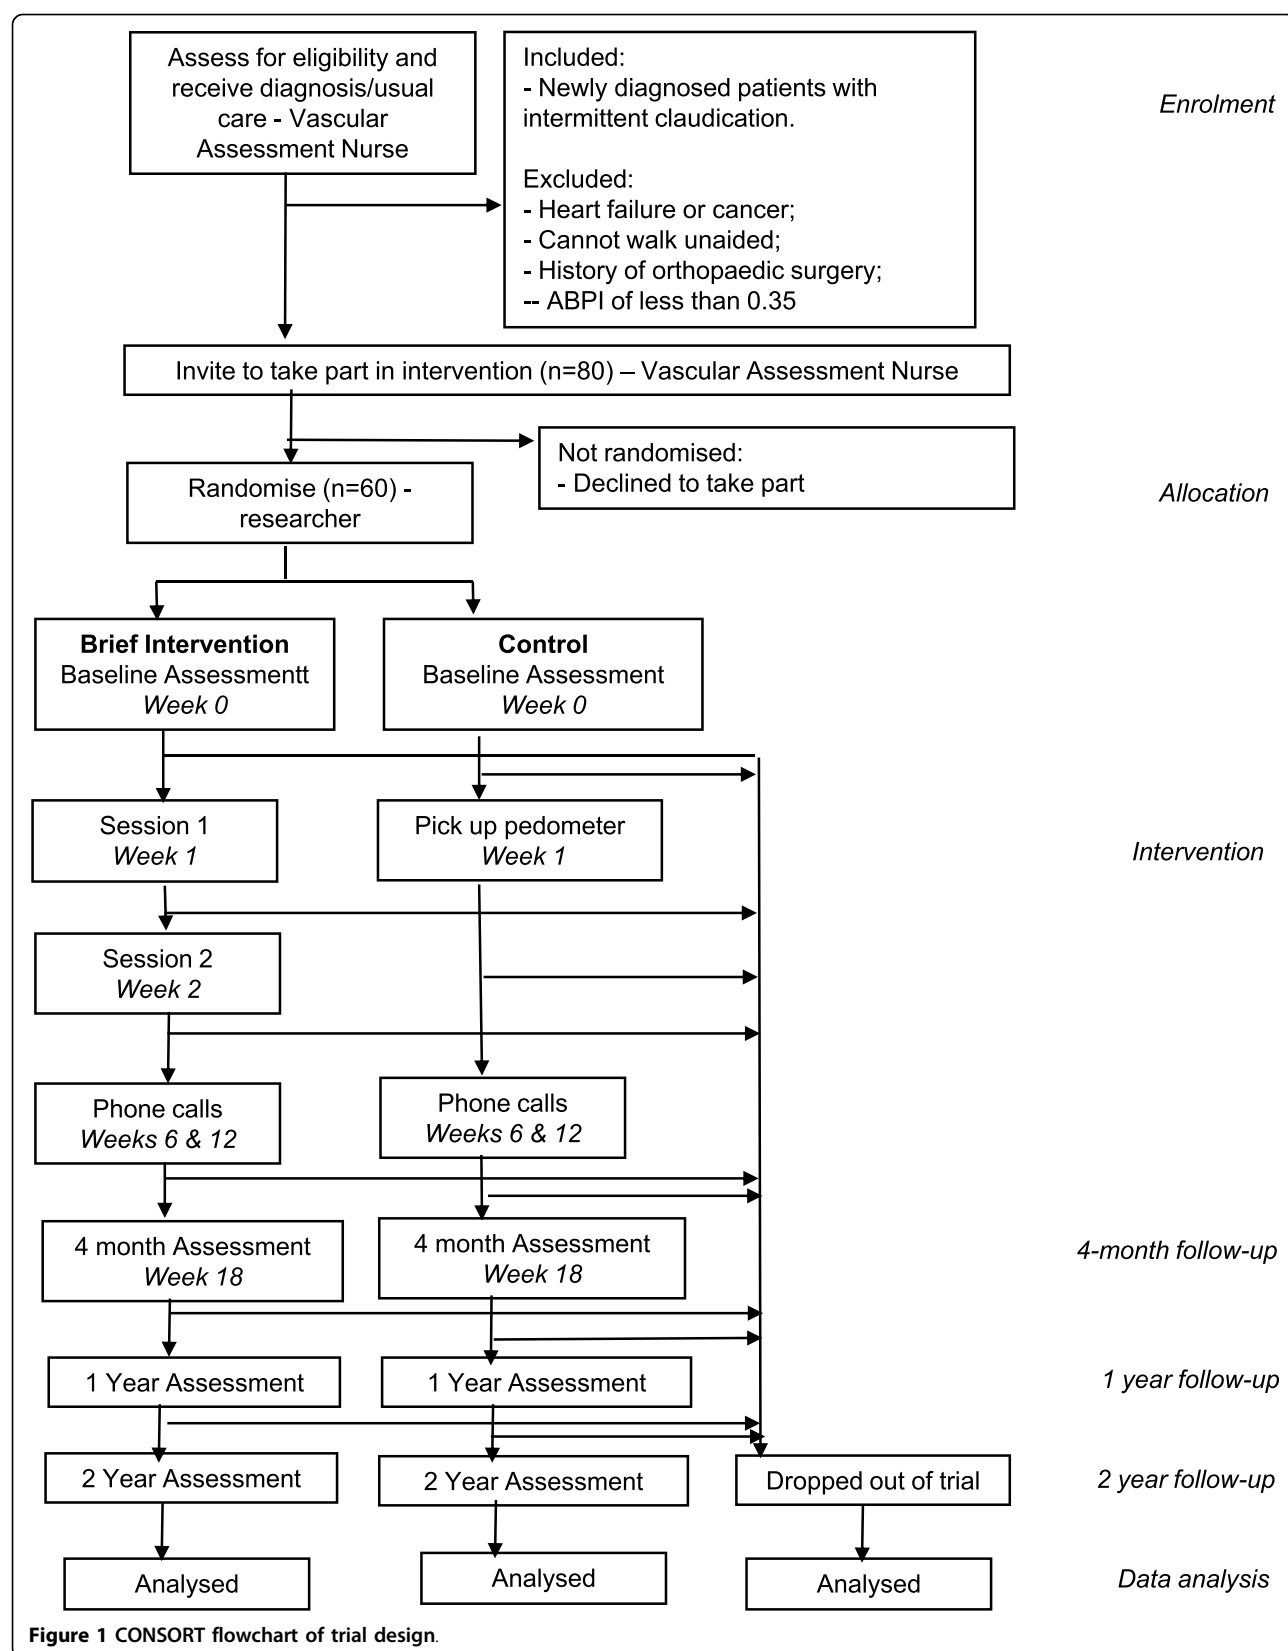 Assess for eligibility and
receive diagnosis/usual
care - Vascular
Assessment Nurse
Included:
- Newly diagnosed patients with
intermittent claudication.
Excluded:
- Heart failure or cancer;
- Cannot walk unaided;
- History of orthopaedic surgery;
-- ABPI of less than 0.35
Enrolment
Invite to take part in intervention (n=80) – Vascular Assessment Nurse
Not randomised:
- Declined to take part
Randomise (n=60) -
researcher
Allocation
Brief Intervention
Baseline Assessmentt
Week 0
Control
Baseline Assessment
Week 0
Session 1
Week 1
Pick up pedometer
Week 1
Intervention
Session 2
Week 2
Phone calls
Weeks 6 & 12
Phone calls
Weeks 6 & 12
4 month Assessment
Week 18
4 month Assessment
Week 18
4-month follow-up
1 Year Assessment
1 Year Assessment
1 year follow-up
2 Year Assessment
2 Year Assessment
Dropped out of trial
2 year follow-up
Analysed
Analysed
Analysed
Data analysis
Figure 1 CONSORT flowchart of trial design.